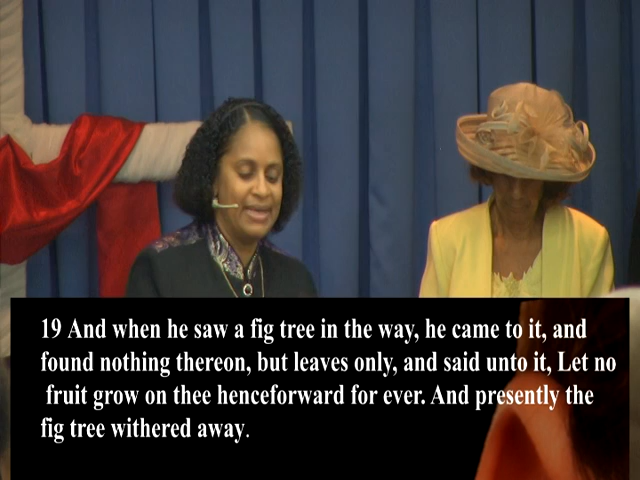 19 And when he saw a fig tree in the way, he came to it, and
found nothing thereon, but leaves only, and said unto it, Let no
fruit grow on thee henceforward for ever. And presently the
fig tree withered away.